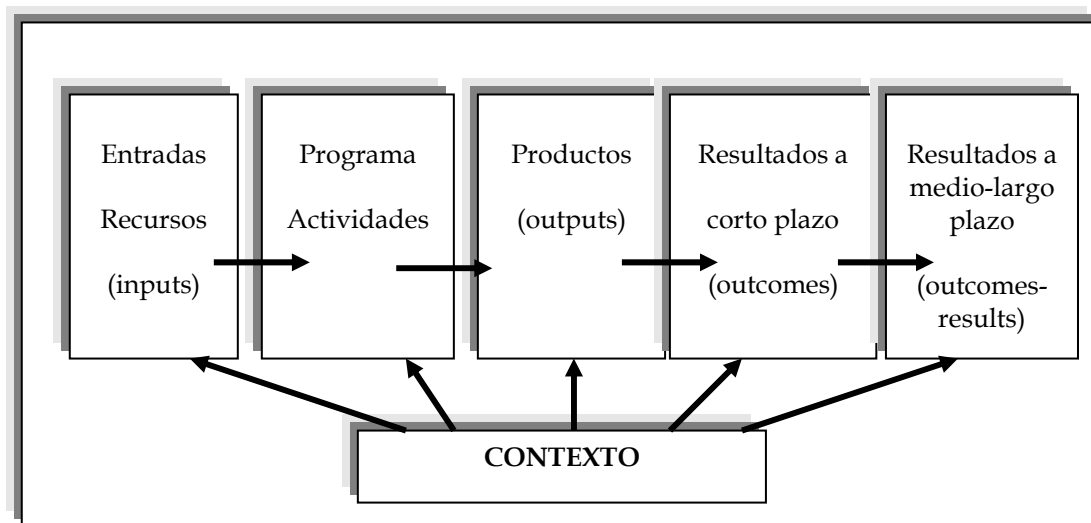 Entradas
Recursos
(inputs)
Programa
Actividades
Productos
(outputs)
Resultados a
corto plazo
(outcomes)
Resultados a
medio-largo
plazo
(outcomes-
results)
CONTEXTO